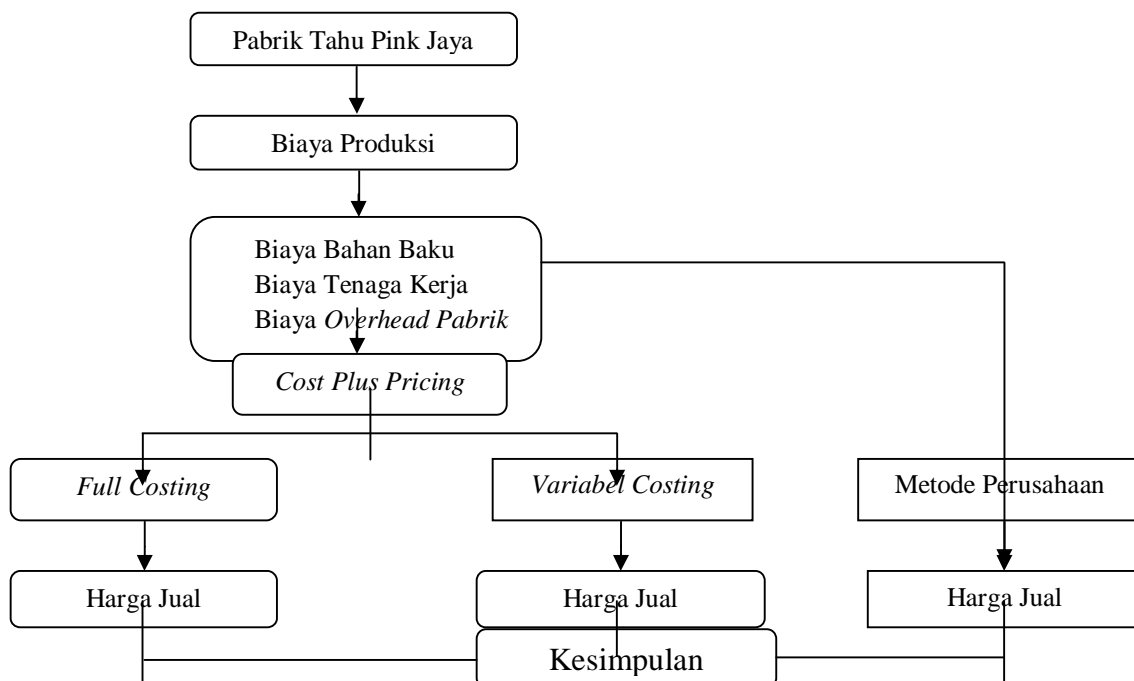 Pabrik Tahu Pink Jaya
Biaya Produksi
Biaya Bahan Baku
Biaya Tenaga Kerja
Biaya Overhead Pabrik
Cost Plus Pricing
Full Costing
Variabel Costing
Metode Perusahaan
Harga Jual
Harga Jual
Harga Jual
Kesimpulan